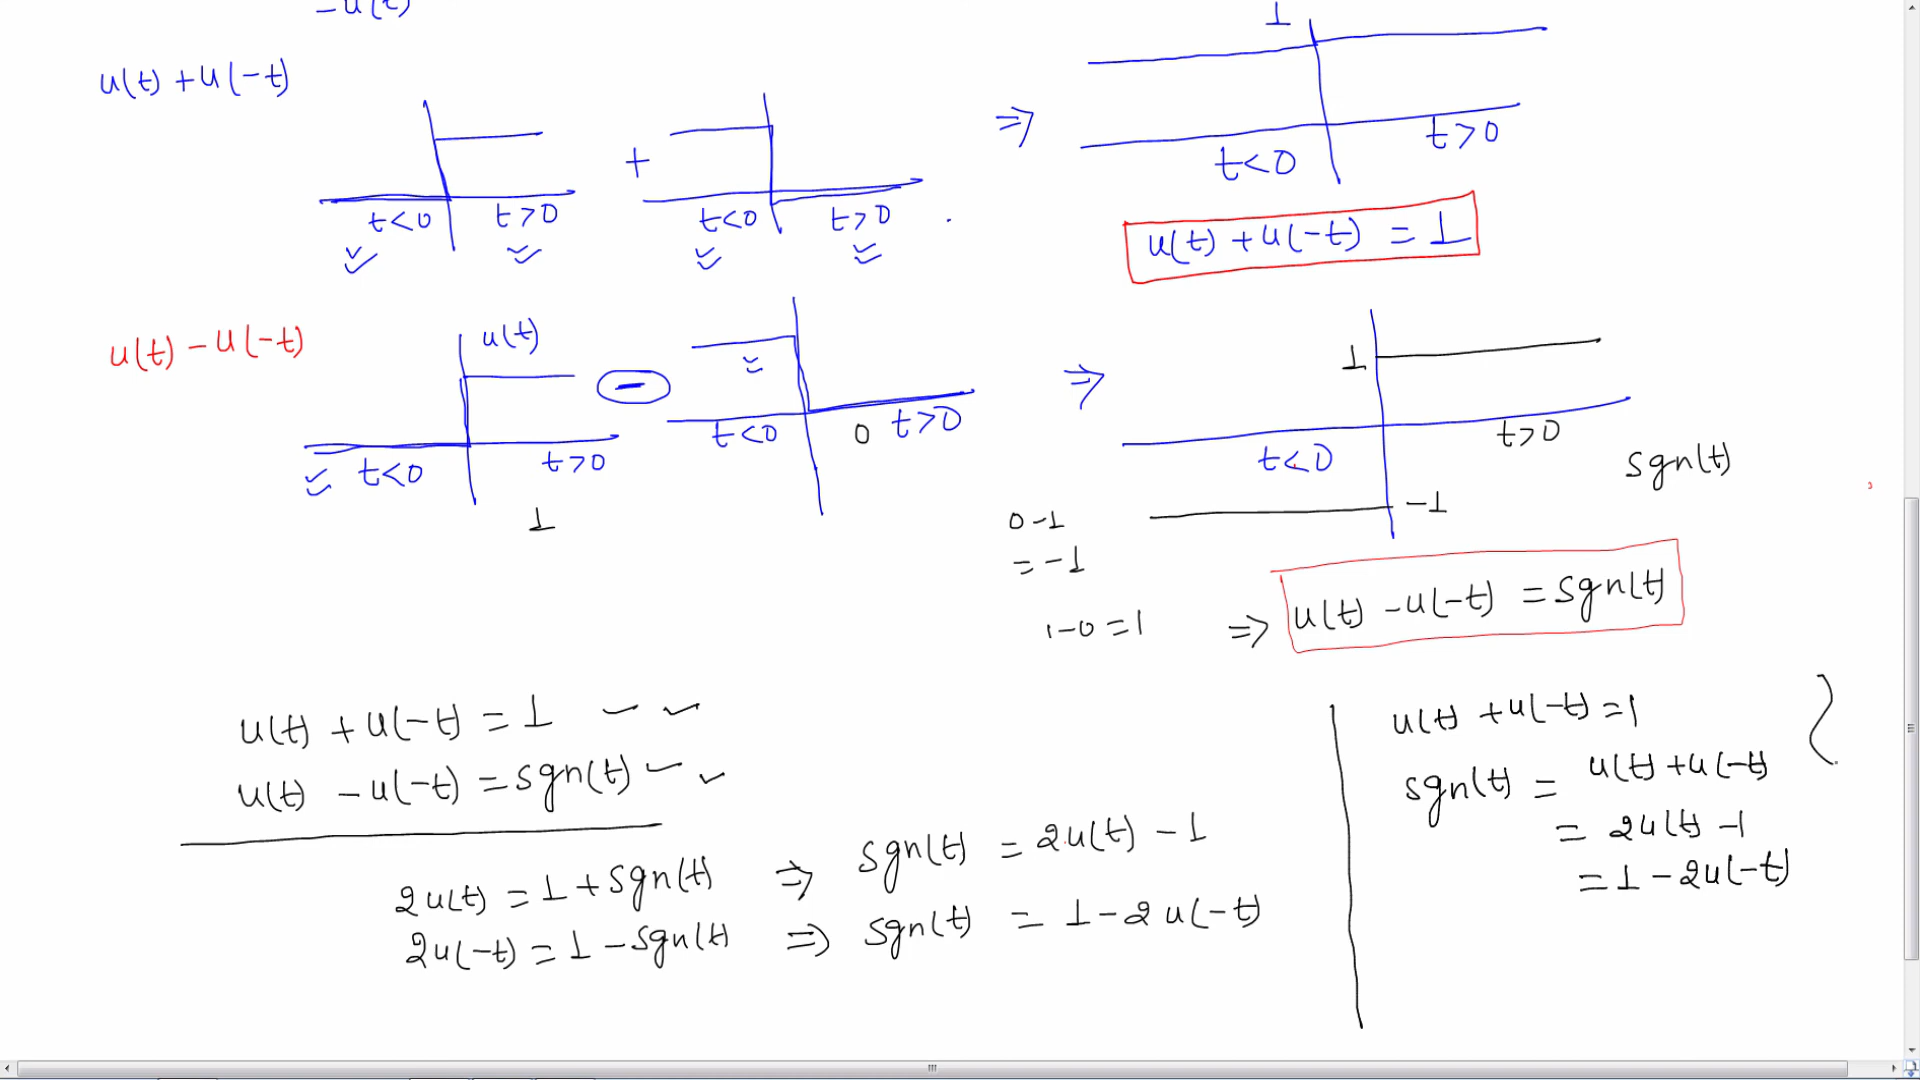 -u(t)
u(t) + u(-t)
1
+
⇒
t<0 t>0
t<0 t>0
t<0 t>0
u(t) + u(-t) = 1
u(t) - u(-t)
u(t)
-
⇒
1
t<0 t>0
t<0 0 t>0
t<0 t>0
sgn(t)
-1
1
0-1
= -1
1-0 = 1
⇒ u(t) - u(-t) = sgn(t)
u(t) + u(-t) = 1
u(t) - u(-t) = sgn(t)
2u(t) = 1 + sgn(t) ⇒ sgn(t) = 2u(t) - 1
2u(-t) = 1 - sgn(t) ⇒ sgn(t) = 1 - 2u(-t)
u(t) + u(-t) = 1
sgn(t) = u(t) + u(-t)
= 2u(t) - 1
= 1 - 2u(-t)